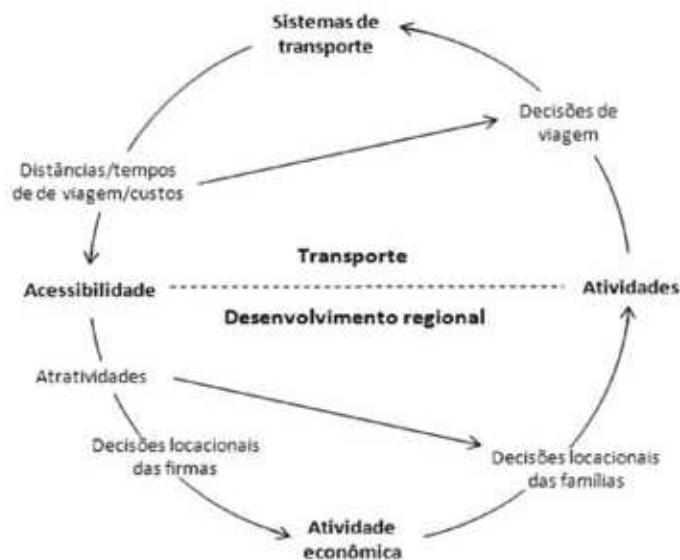 Sistemas de
transporte
Decisões de
viagem
Distâncias/tempos
de de viagem/custos
Transporte
Acessibilidade
Atividades
Desenvolvimento regional
Atratividades
Decisões locacionais
das firmas
Decisões locacionais
das famílias
Atividade
econômica